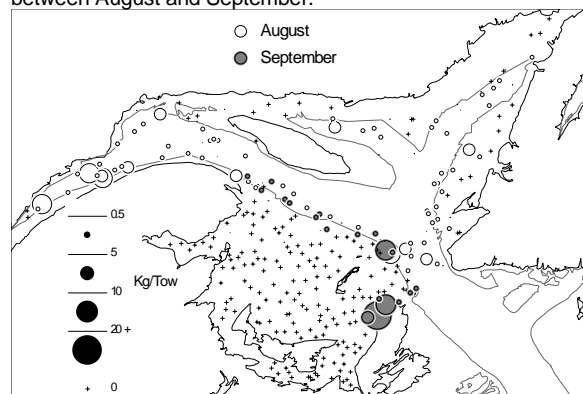 between August and September.
August
September
0.5
5
Kg/Tow
10
20 +
0